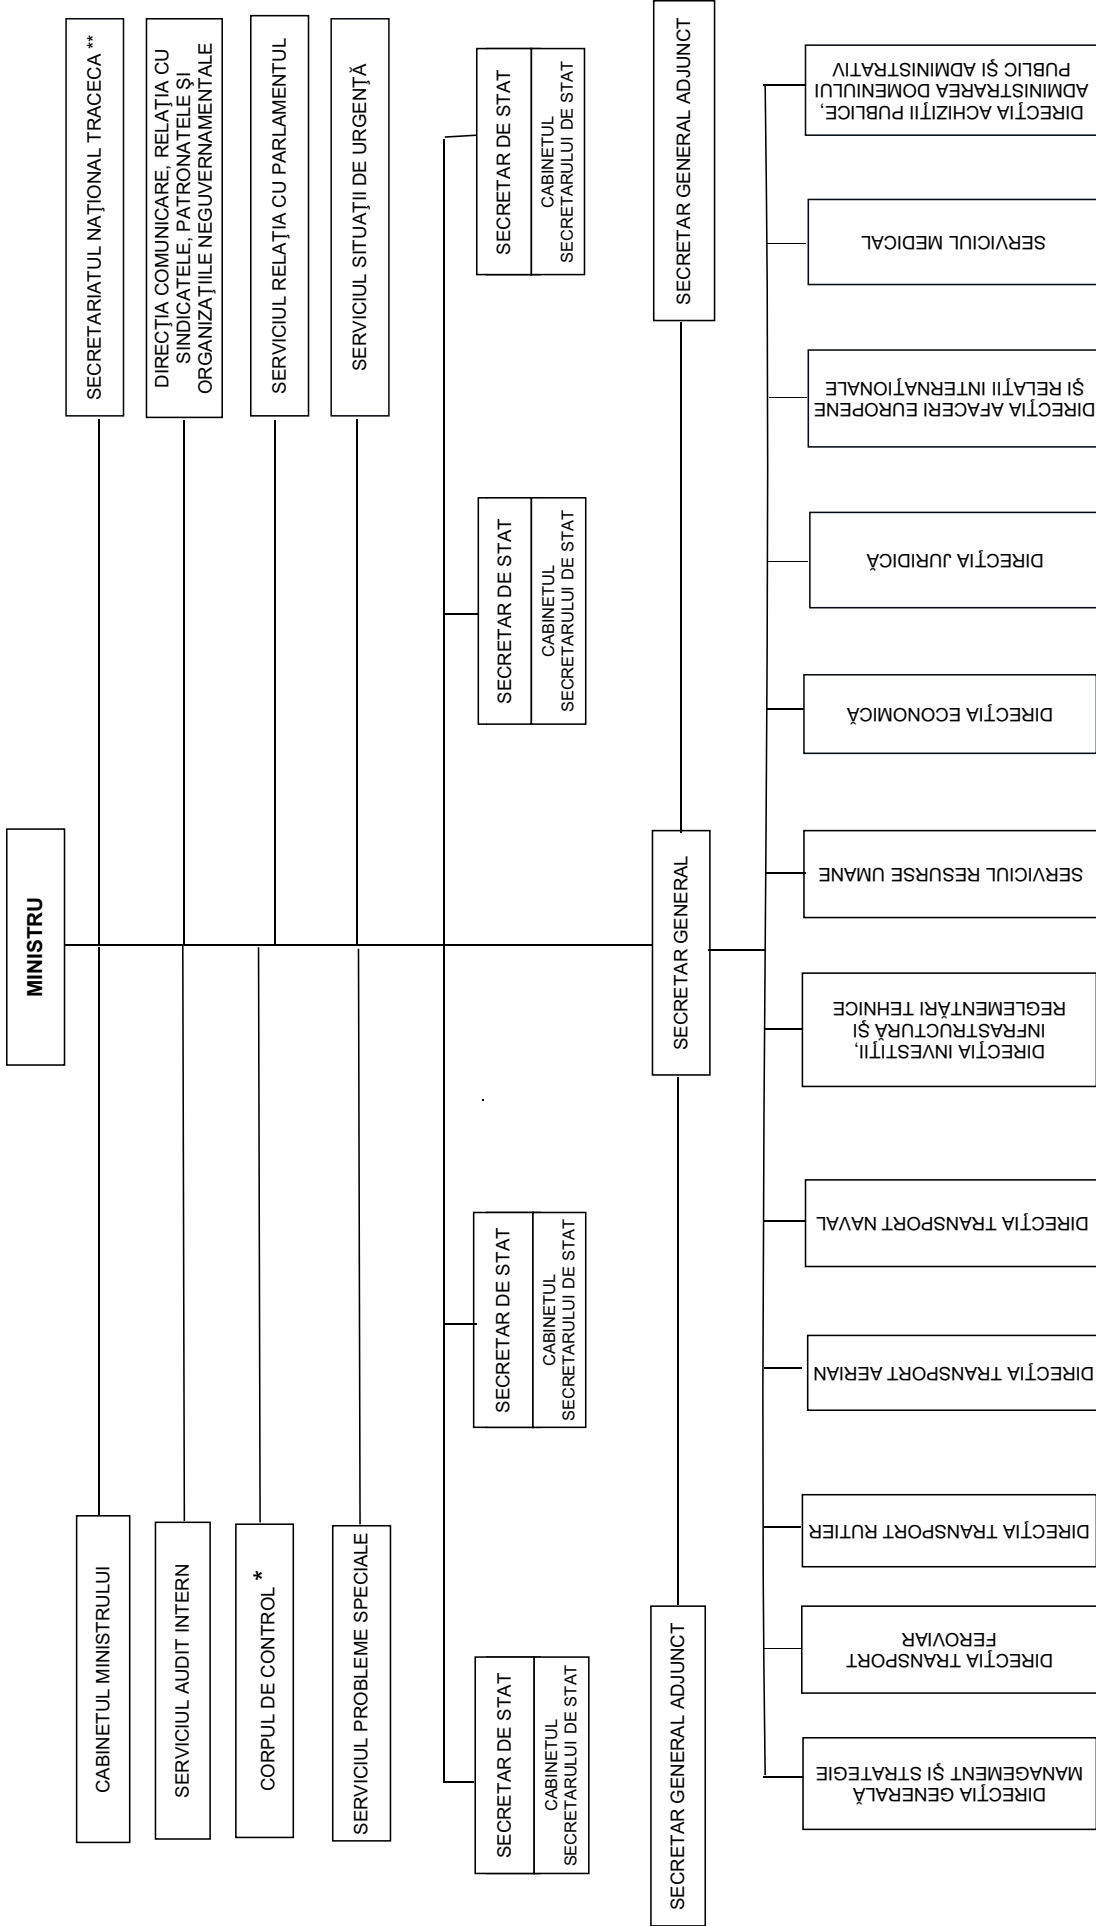 MINISTRU
CABINETUL MINISTRULUI
SECRETARIATUL NAŢIONAL TRACECA **
SERVICIUL AUDIT INTERN
DIRECŢIA COMUNICARE, RELAŢIA CU
SINDICATELE, PATRONATELE ŞI
ORGANIZAŢIILE NEGUVERNAMENTALE
CORPUL DE CONTROL *
SERVICIUL RELAŢIA CU PARLAMENTUL
SERVICIUL PROBLEME SPECIALE
SERVICIUL SITUAŢII DE URGENŢĂ
SECRETAR DE STAT
CABINETUL
SECRETARULUI DE STAT
SECRETAR DE STAT
CABINETUL
SECRETARULUI DE STAT
SECRETAR DE STAT
CABINETUL
SECRETARULUI DE STAT
SECRETAR DE STAT
CABINETUL
SECRETARULUI DE STAT
SECRETAR GENERAL ADJUNCT
SECRETAR GENERAL
SECRETAR GENERAL ADJUNCT
DIRECŢIA GENERALĂ
MANAGEMENT ŞI STRATEGIE
DIRECŢIA TRANSPORT
FEROVIAR
DIRECŢIA TRANSPORT RUTIER
DIRECŢIA TRANSPORT AERIAN
DIRECŢIA TRANSPORT NAVAL
DIRECŢIA INVESTIŢII,
INFRASTRUCTURĂ ŞI
REGLEMENTĂRI TEHNICE
SERVICIUL RESURSE UMANE
DIRECŢIA ECONOMICĂ
DIRECŢIA JURIDICĂ
DIRECŢIA AFACERI EUROPENE
ŞI RELAŢII INTERNAŢIONALE
SERVICIUL MEDICAL
DIRECŢIA ACHIZIŢII PUBLICE,
ADMINISTRAREA DOMENIULUI
PUBLIC ŞI ADMINISTRATIV